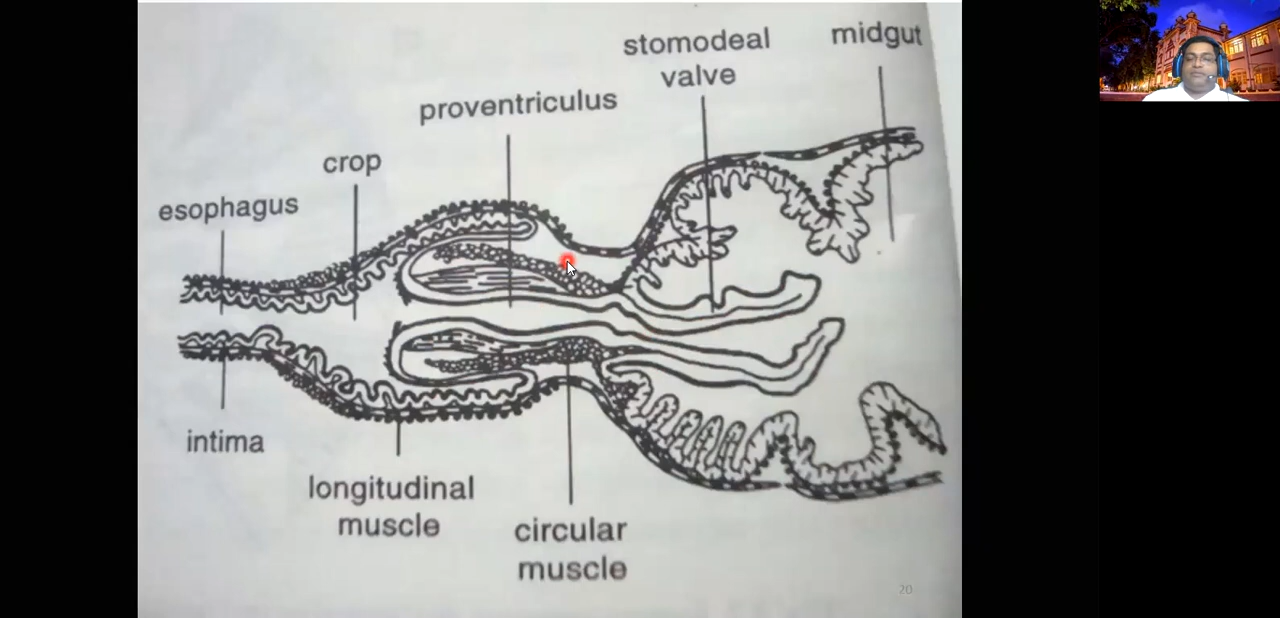 stomodeal
valve
midgut
proventriculus
crop
esophagus
intima
longitudinal
muscle
circular
muscle
20